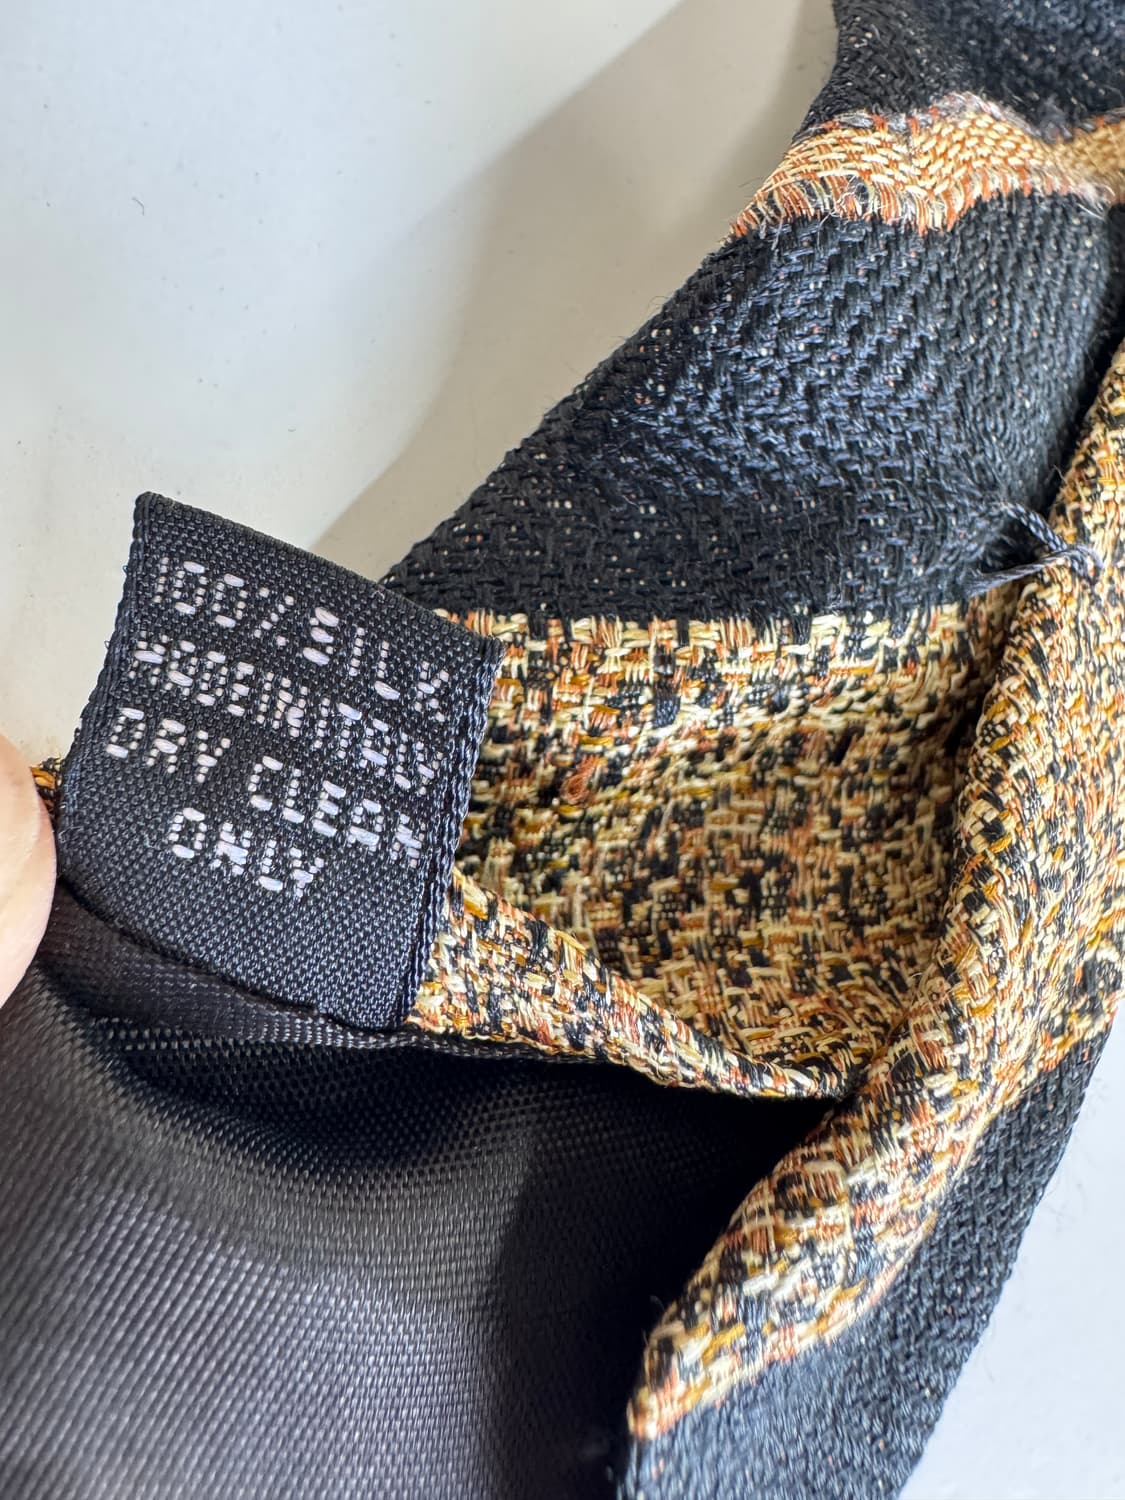 100% SILK
MADE IN ITALY
DRY CLEAN
ONLY